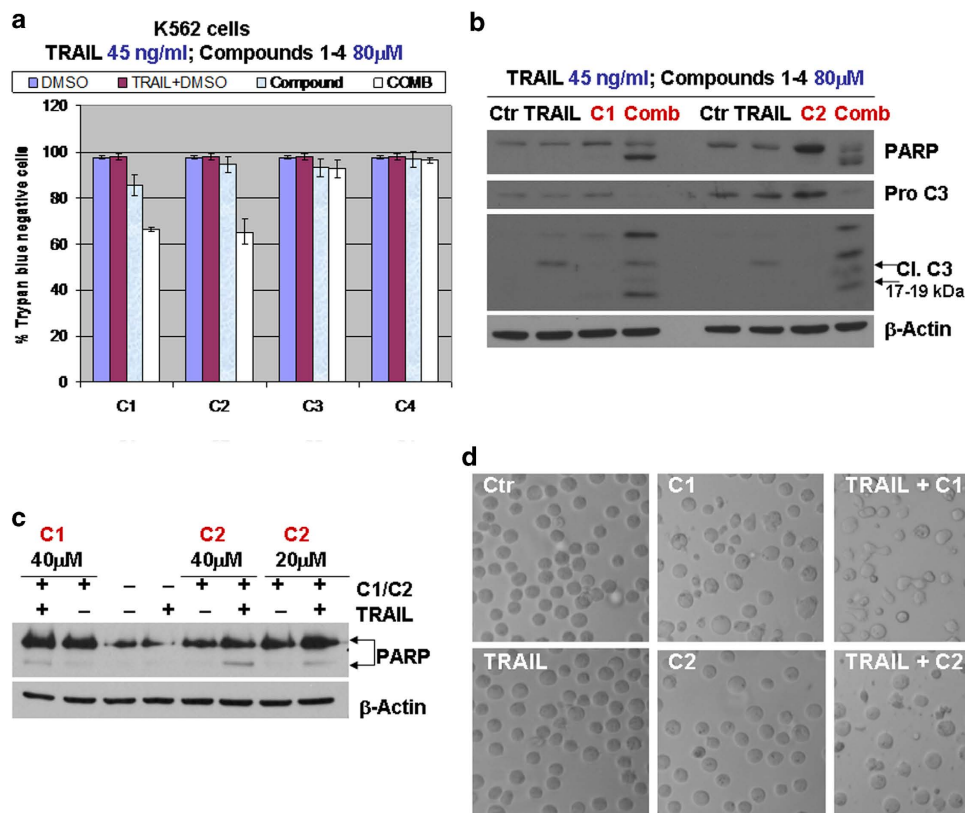 a
K562 cells
TRAIL 45 ng/ml; Compounds 1-4 80µM
DMSO TRAIL+DMSO Compound COMB
% Trypan blue negative cells
120
100
80
60
40
20
0
C1 C2 C3 C4
b
TRAIL 45 ng/ml; Compounds 1-4 80µM
Ctr TRAIL C1 Comb Ctr TRAIL C2 Comb
PARP
Pro C3
Cl. C3
17-19 kDa
β-Actin
c
C1 C2 C2
40µM 40µM 20µM
+ + – – + + + + C1/C2
+ – – + – + – + TRAIL
PARP
β-Actin
d
Ctr C1 TRAIL + C1
TRAIL C2 TRAIL + C2